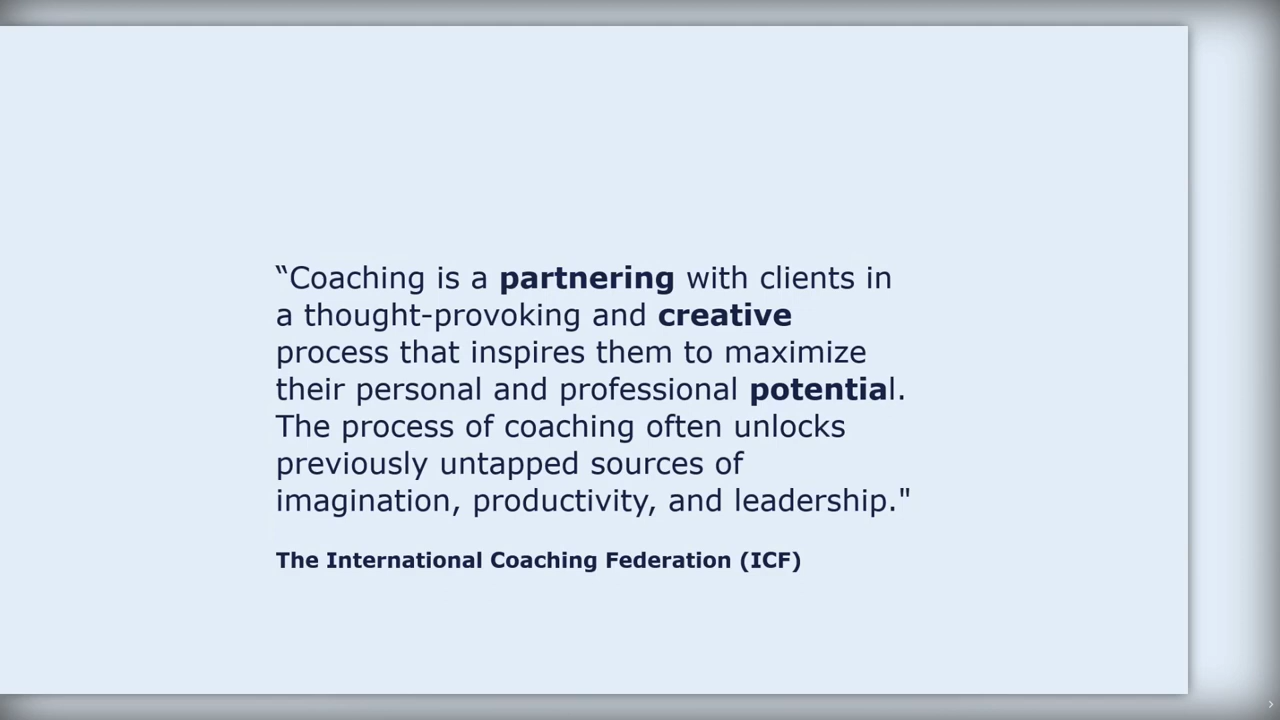 “Coaching is a partnering with clients in
a thought-provoking and creative
process that inspires them to maximize
their personal and professional potential.
The process of coaching often unlocks
previously untapped sources of
imagination, productivity, and leadership."
The International Coaching Federation (ICF)